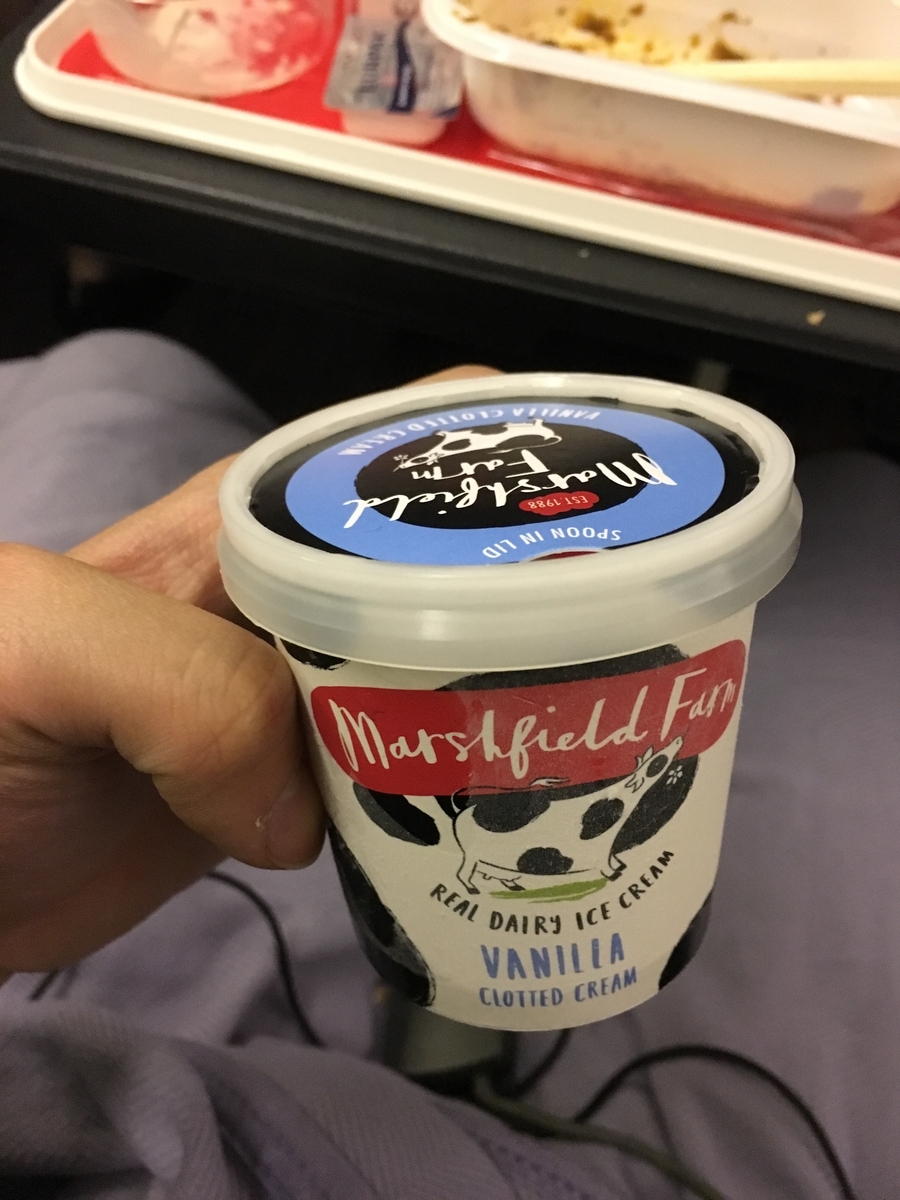 VANILLA CLOTTED CREAM
Marshfield
Farm
EST. 1988
SPOON IN LID
Marshfield Farm
REAL DAIRY ICE CREAM
VANILLA
CLOTTED CREAM